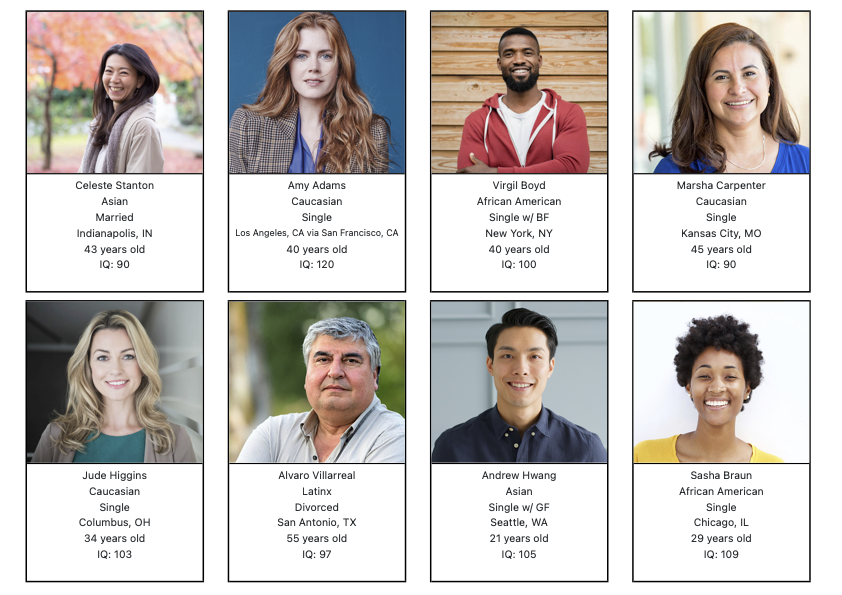 Celeste Stanton
Asian
Married
Indianapolis, IN
43 years old
IQ: 90
Amy Adams
Caucasian
Single
Los Angeles, CA via San Francisco, CA
40 years old
IQ: 120
Virgil Boyd
African American
Single w/ BF
New York, NY
40 years old
IQ: 100
Marsha Carpenter
Caucasian
Single
Kansas City, MO
45 years old
IQ: 90
Jude Higgins
Caucasian
Single
Columbus, OH
34 years old
IQ: 103
Alvaro Villarreal
Latinx
Divorced
San Antonio, TX
55 years old
IQ: 97
Andrew Hwang
Asian
Single w/ GF
Seattle, WA
21 years old
IQ: 105
Sasha Braun
African American
Single
Chicago, IL
29 years old
IQ: 109